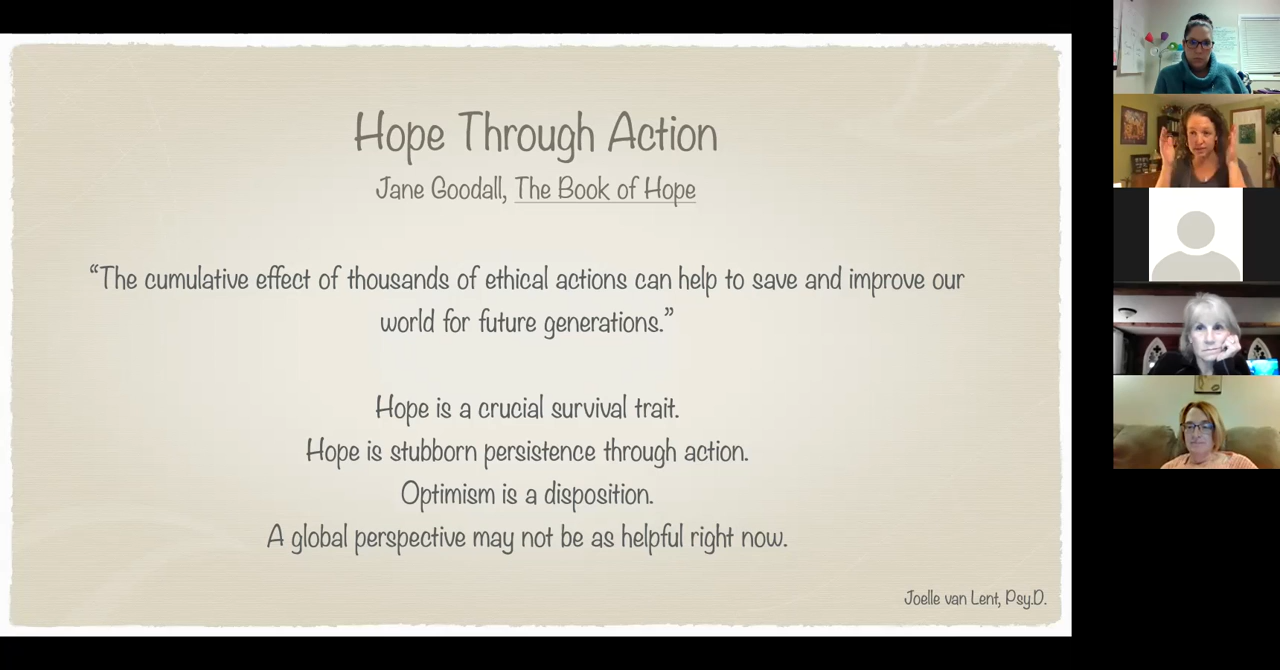 Hope Through Action
Jane Goodall, The Book of Hope
“The cumulative effect of thousands of ethical actions can help to save and improve our
world for future generations.”
Hope is a crucial survival trait.
Hope is stubborn persistence through action.
Optimism is a disposition.
A global perspective may not be as helpful right now.
Joelle van Lent, Psy.D.